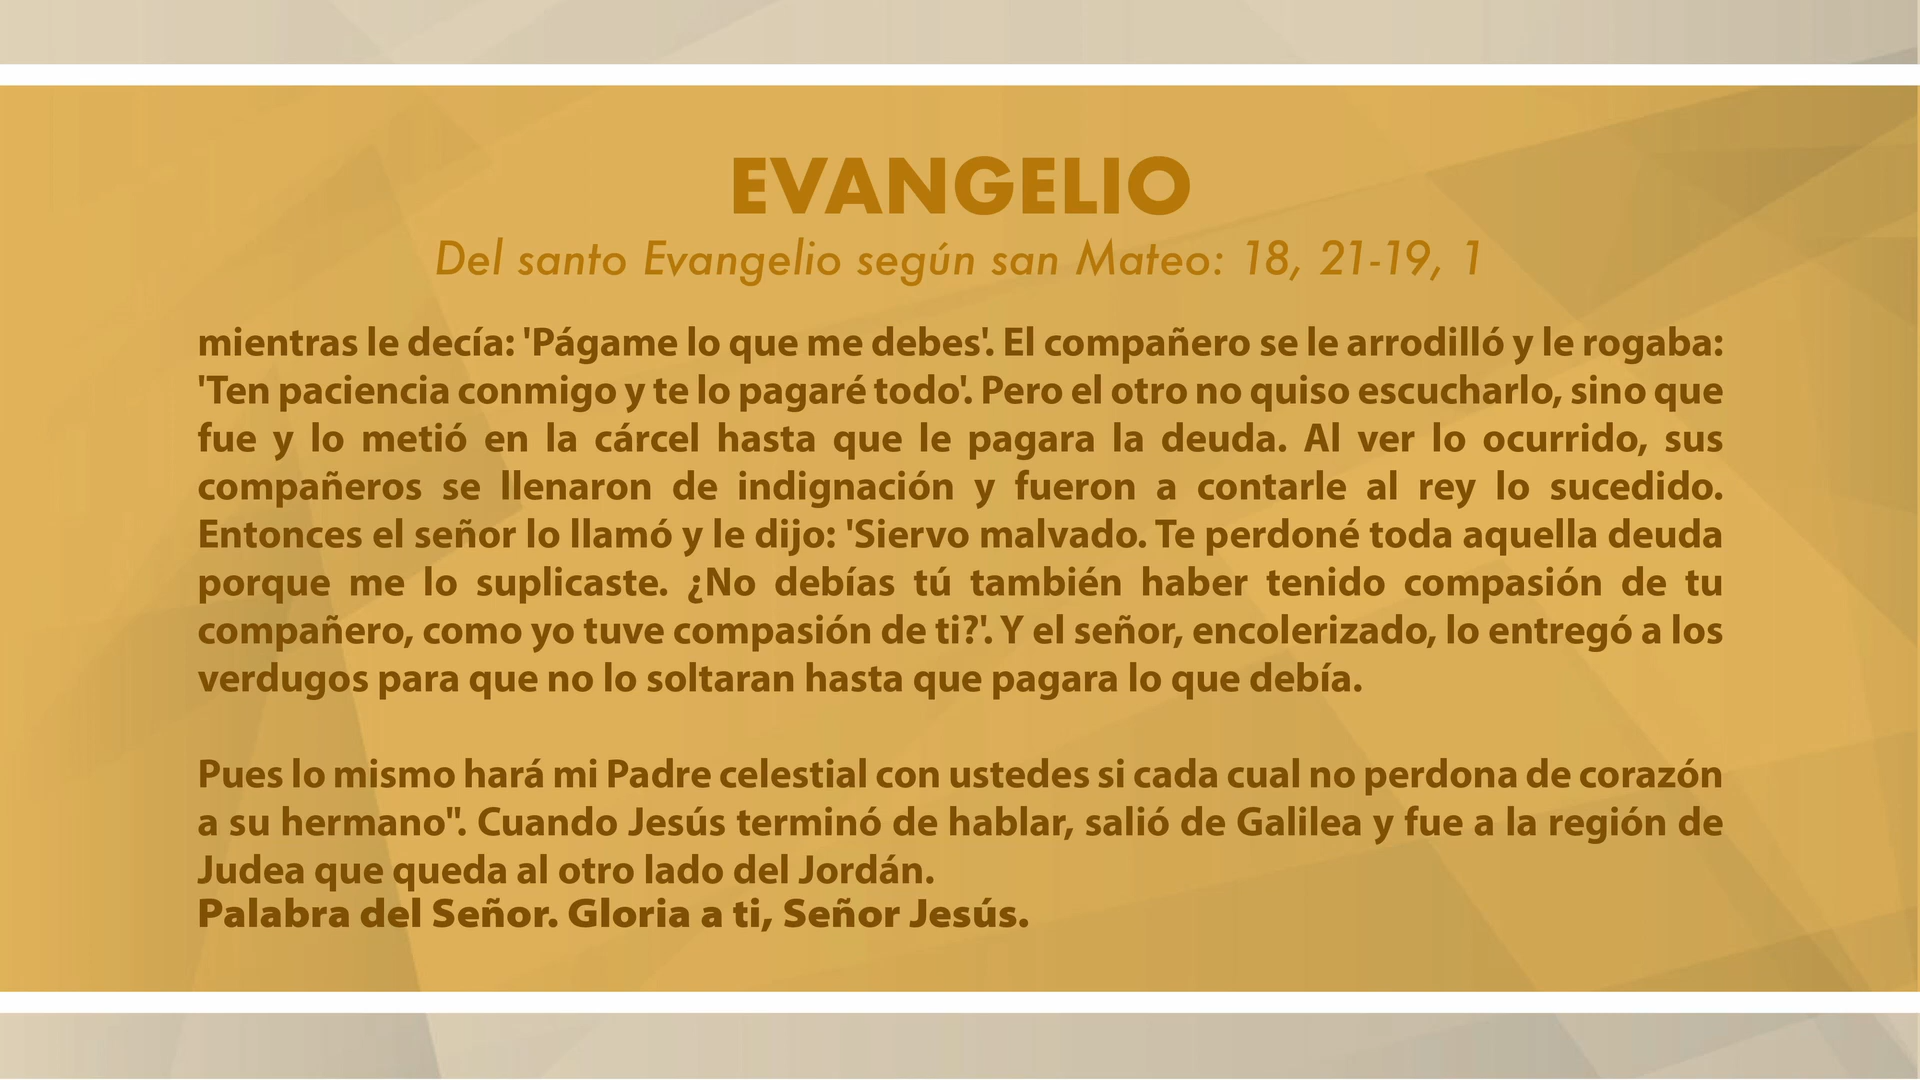 EVANGELIO
Del santo Evangelio según san Mateo: 18, 21-19, 1
mientras le decía: 'Págame lo que me debes'. El compañero se le arrodilló y le rogaba:
'Ten paciencia conmigo y te lo pagaré todo'. Pero el otro no quiso escucharlo, sino que
fue y lo metió en la cárcel hasta que le pagara la deuda. Al ver lo ocurrido, sus
compañeros se llenaron de indignación y fueron a contarle al rey lo sucedido.
Entonces el señor lo llamó y le dijo: 'Siervo malvado. Te perdoné toda aquella deuda
porque me lo suplicaste. ¿No debías tú también haber tenido compasión de tu
compañero, como yo tuve compasión de ti?'. Y el señor, encolerizado, lo entregó a los
verdugos para que no lo soltaran hasta que pagara lo que debía.
Pues lo mismo hará mi Padre celestial con ustedes si cada cual no perdona de corazón
a su hermano". Cuando Jesús terminó de hablar, salió de Galilea y fue a la región de
Judea que queda al otro lado del Jordán.
Palabra del Señor. Gloria a ti, Señor Jesús.